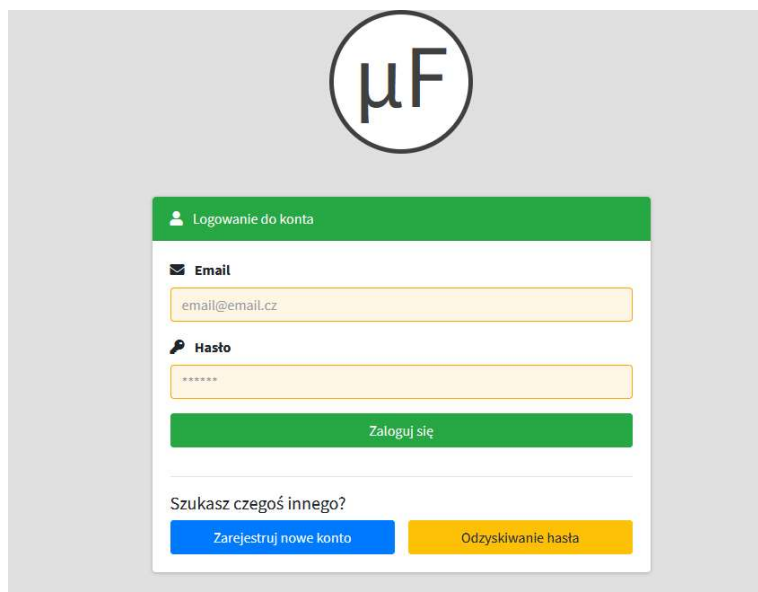 µF
Logowanie do konta
Email
email@email.cz
Hasło
******
Zaloguj się
Szukasz czegoś innego?
Zarejestruj nowe konto
Odzyskiwanie hasła